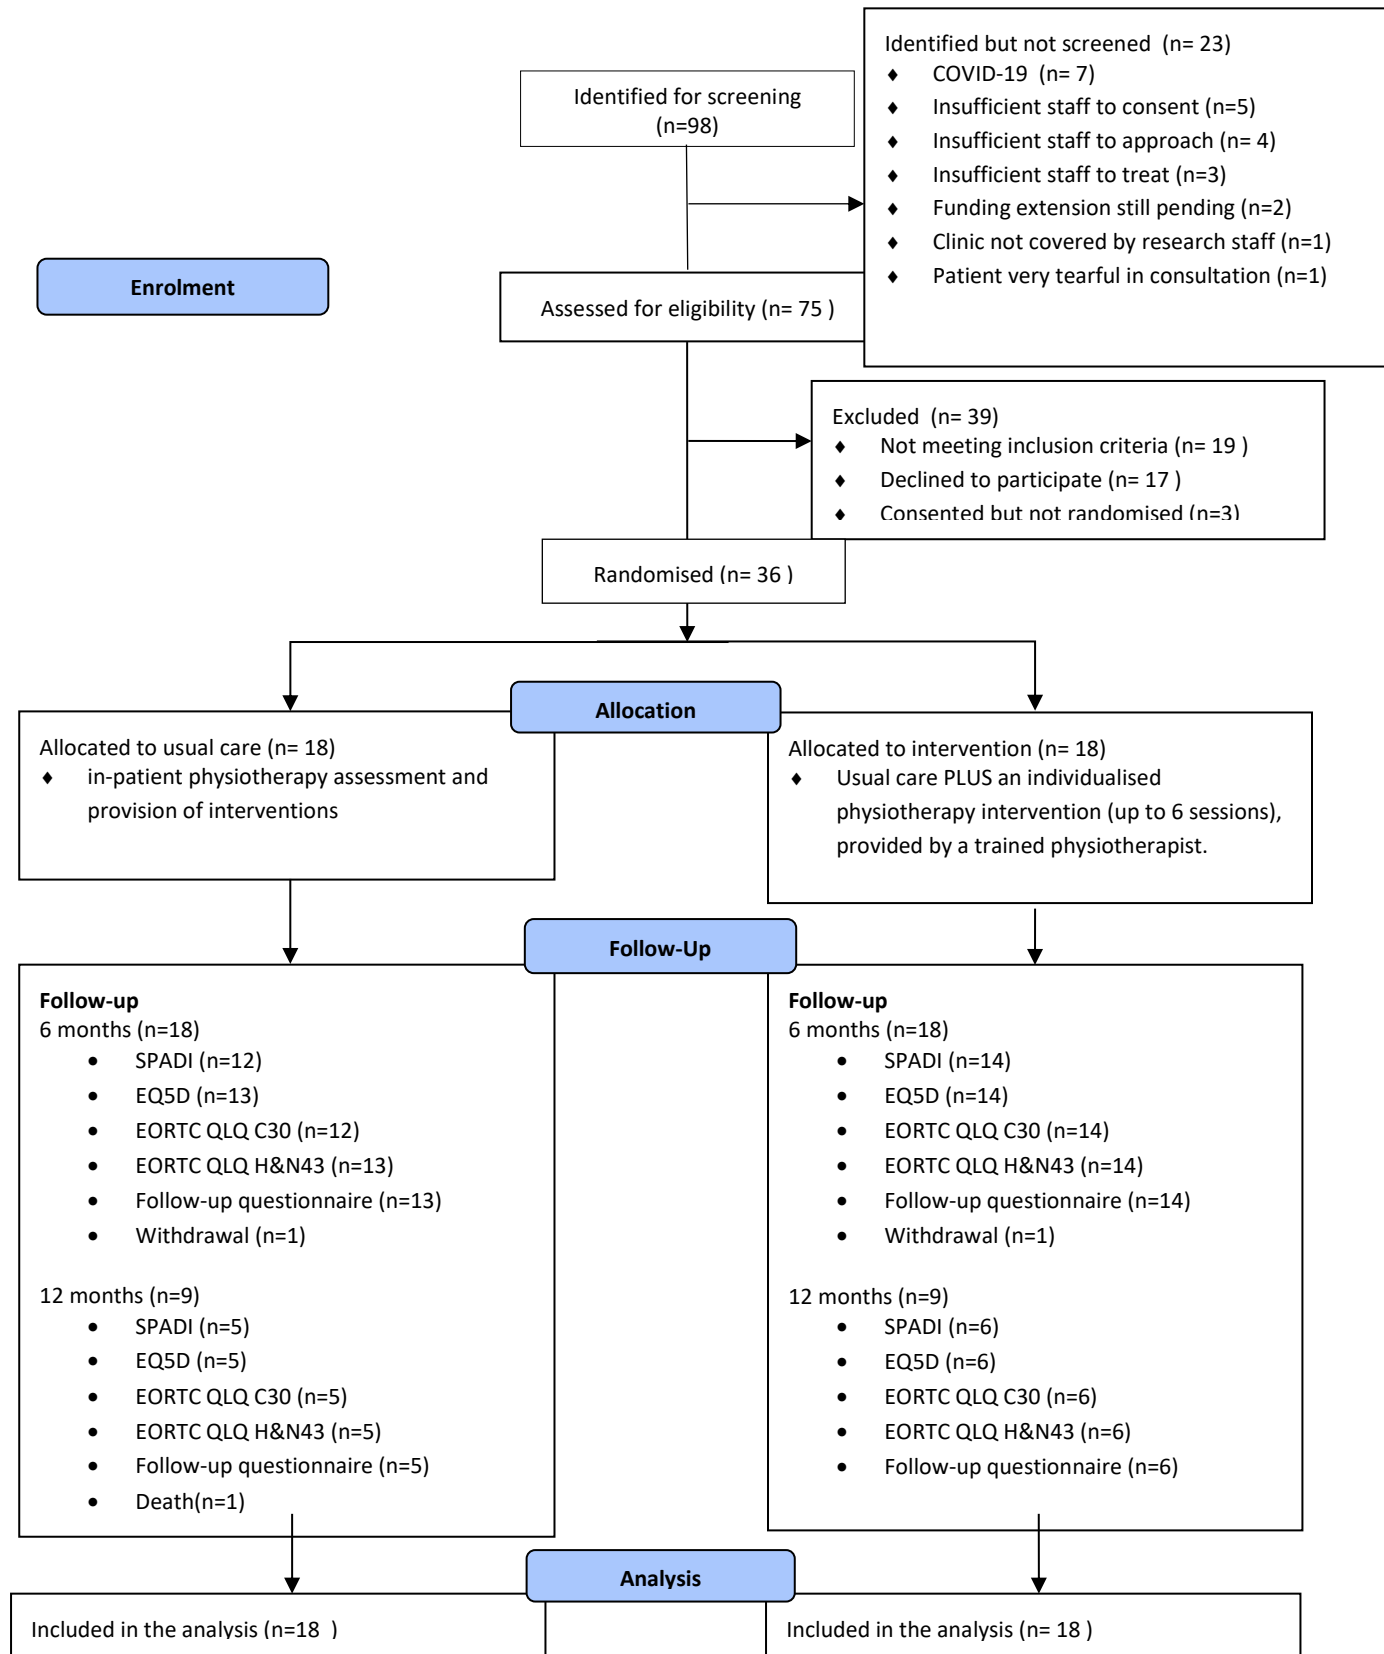 Identified for screening
(n=98)
Identified but not screened (n= 23)
♦ COVID-19 (n= 7)
♦ Insufficient staff to consent (n=5)
♦ Insufficient staff to approach (n= 4)
♦ Insufficient staff to treat (n=3)
♦ Funding extension still pending (n=2)
♦ Clinic not covered by research staff (n=1)
♦ Patient very tearful in consultation (n=1)
Enrolment
Assessed for eligibility (n= 75 )
Excluded (n= 39)
♦ Not meeting inclusion criteria (n= 19 )
♦ Declined to participate (n= 17 )
♦ Consented but not randomised (n=3)
Randomised (n= 36 )
Allocation
Allocated to usual care (n= 18)
♦ in-patient physiotherapy assessment and
provision of interventions
Allocated to intervention (n= 18)
♦ Usual care PLUS an individualised
physiotherapy intervention (up to 6 sessions),
provided by a trained physiotherapist.
Follow-Up
Follow-up
6 months (n=18)
• SPADI (n=12)
• EQ5D (n=13)
• EORTC QLQ C30 (n=12)
• EORTC QLQ H&N43 (n=13)
• Follow-up questionnaire (n=13)
• Withdrawal (n=1)
12 months (n=9)
• SPADI (n=5)
• EQ5D (n=5)
• EORTC QLQ C30 (n=5)
• EORTC QLQ H&N43 (n=5)
• Follow-up questionnaire (n=5)
• Death(n=1)
Follow-up
6 months (n=18)
• SPADI (n=14)
• EQ5D (n=14)
• EORTC QLQ C30 (n=14)
• EORTC QLQ H&N43 (n=14)
• Follow-up questionnaire (n=14)
• Withdrawal (n=1)
12 months (n=9)
• SPADI (n=6)
• EQ5D (n=6)
• EORTC QLQ C30 (n=6)
• EORTC QLQ H&N43 (n=6)
• Follow-up questionnaire (n=6)
Analysis
Included in the analysis (n=18 )
Included in the analysis (n= 18 )